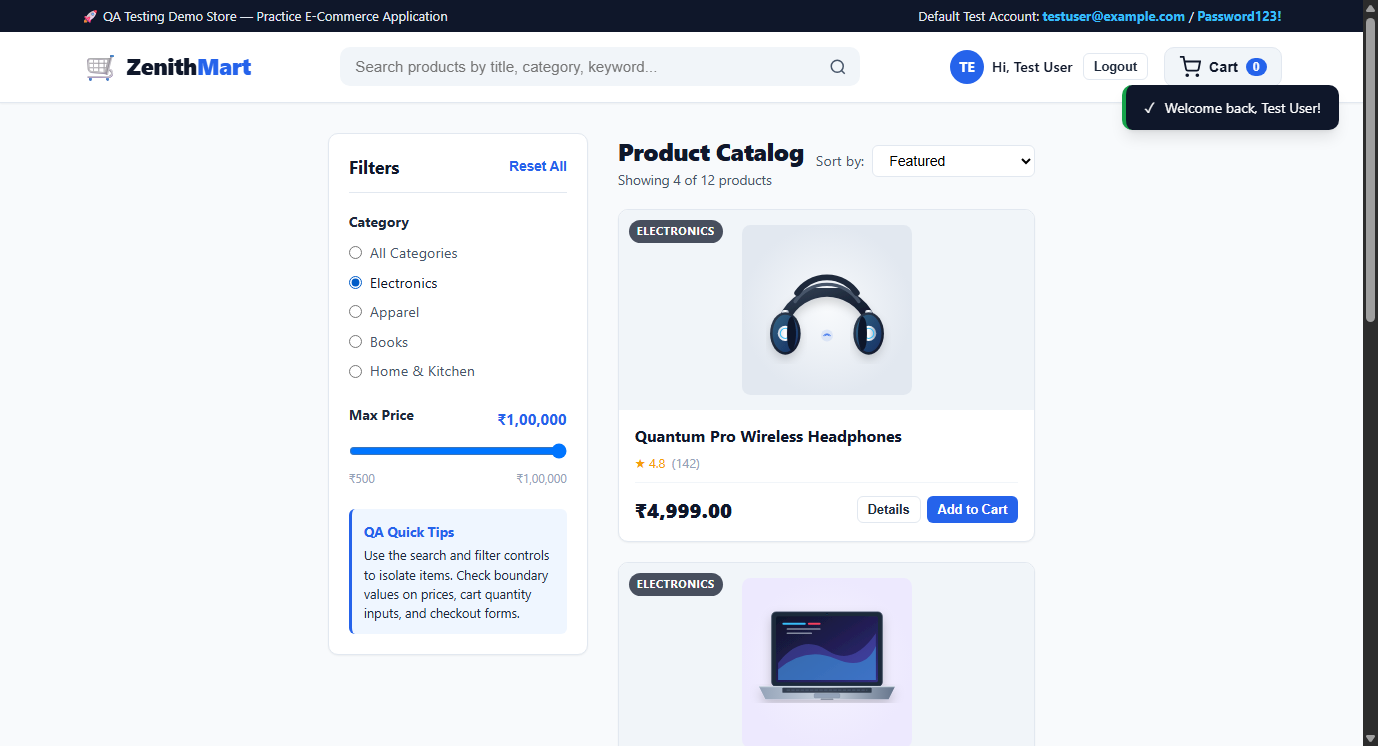 🚀 QA Testing Demo Store — Practice E-Commerce Application
Default Test Account: testuser@example.com / Password123!
ZenithMart
Search products by title, category, keyword...
TE
Hi, Test User
Logout
Cart 0
✓ Welcome back, Test User!
Filters
Reset All
Category
All Categories
Electronics
Apparel
Books
Home & Kitchen
Max Price
₹1,00,000
₹500
₹1,00,000
QA Quick Tips
Use the search and filter controls
to isolate items. Check boundary
values on prices, cart quantity
inputs, and checkout forms.
Product Catalog
Showing 4 of 12 products
Sort by:
Featured
ELECTRONICS
Quantum Pro Wireless Headphones
★ 4.8 (142)
₹4,999.00
Details
Add to Cart
ELECTRONICS